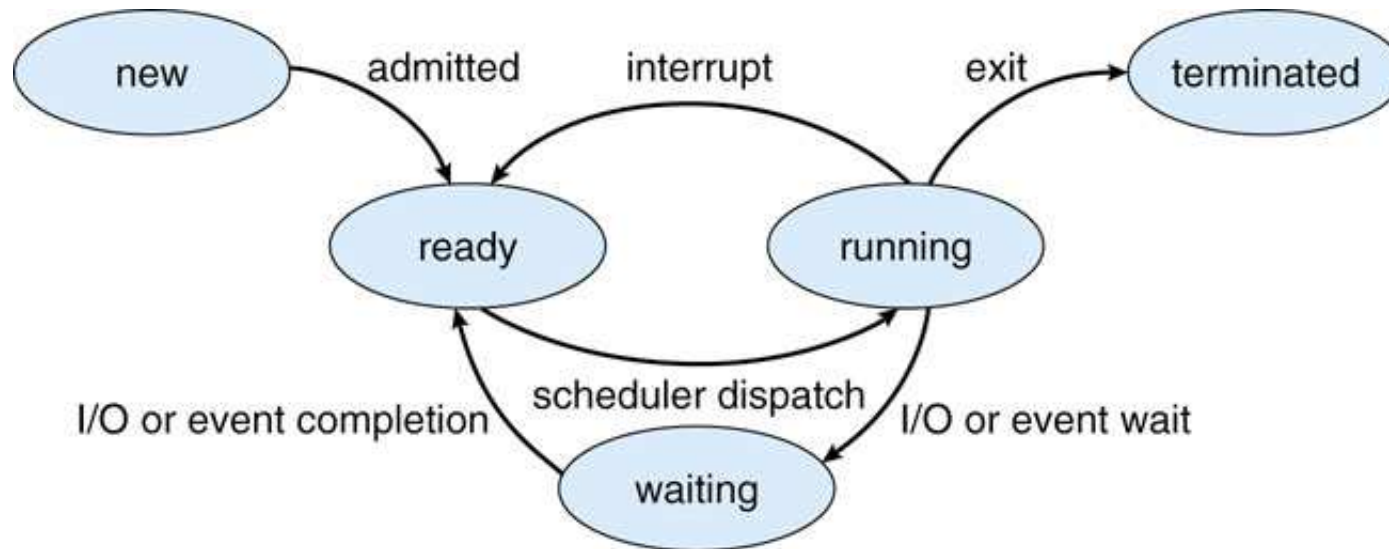 new
admitted
interrupt
exit
terminated
ready
running
scheduler dispatch
I/O or event completion
I/O or event wait
waiting